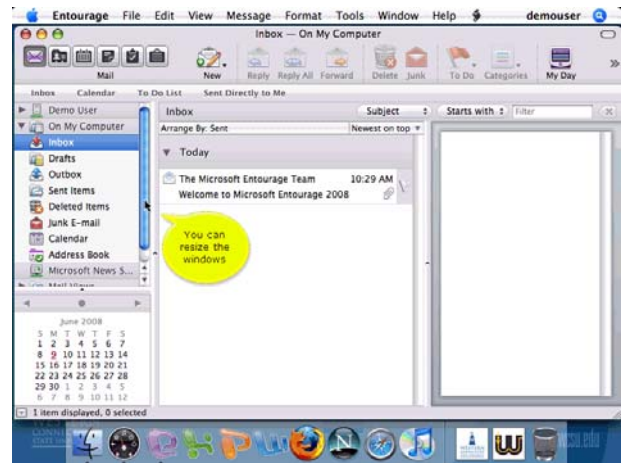 Entourage File Edit View Message Format Tools Window Help demouser
Inbox — On My Computer
Mail New Reply Reply All Forward Delete Junk To Do Categories My Day
Inbox Calendar To Do List Sent Directly to Me
Demo User
On My Computer
Inbox
Drafts
Outbox
Sent Items
Deleted Items
Junk E-mail
Calendar
Address Book
Microsoft News S...
Mail Views
Inbox Subject Starts with Filter
Arrange By: Sent Newest on top
Today
The Microsoft Entourage Team 10:29 AM
Welcome to Microsoft Entourage 2008
You can
resize the
windows
June 2008
S M T W T F S
1 2 3 4 5 6 7
8 9 10 11 12 13 14
15 16 17 18 19 20 21
22 23 24 25 26 27 28
29 30 1 2 3 4 5
6 7 8 9 10 11 12
1 item displayed, 0 selected